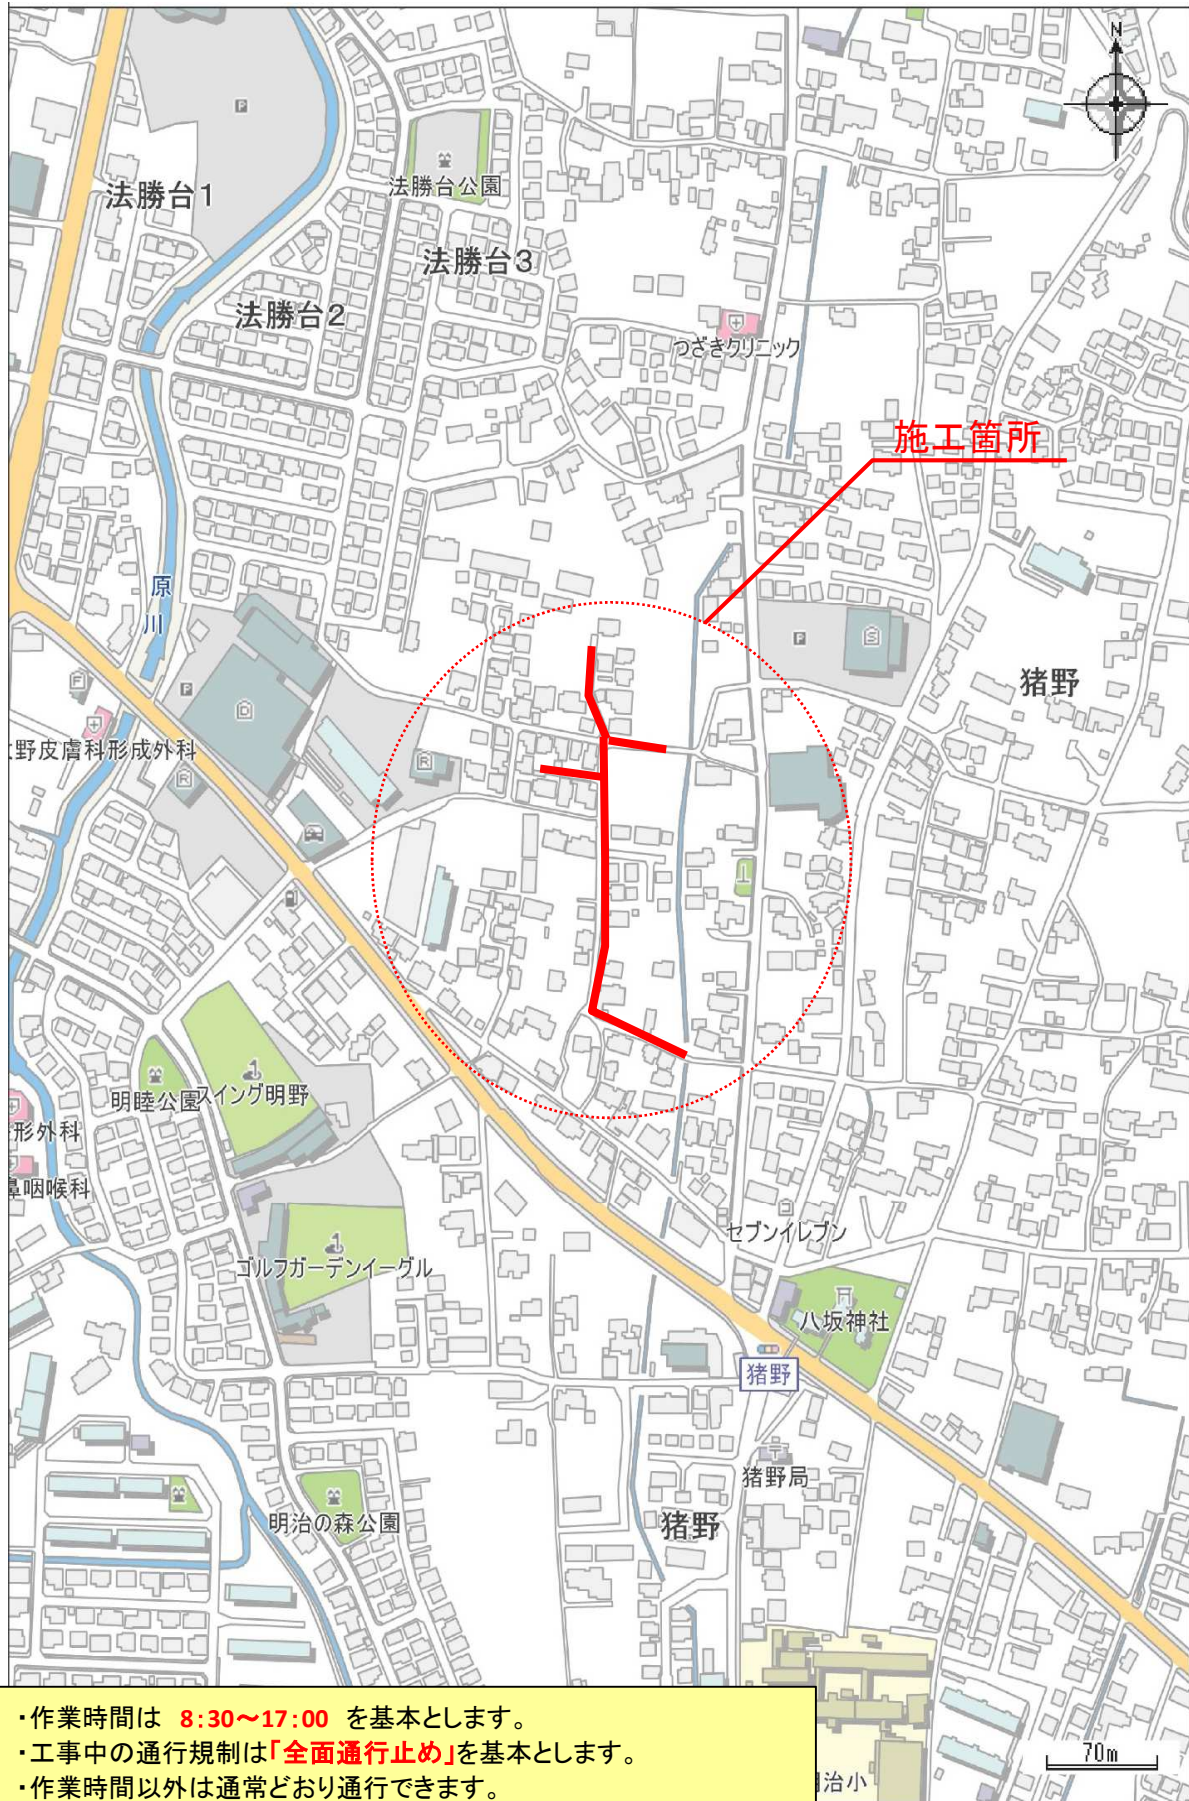 N
P
法勝台1
法勝台公園
法勝台3
法勝台2
つざきクリニック
施工箇所
原川
P
S
猪野
F
P
D
野皮膚科形成外科
R
R
スイング明野
明睦公園
形外科
鼻咽喉科
セブンイレブン
ゴルフガーデンイーグル
八坂神社
猪野
猪野局
明治の森公園
猪野
・作業時間は 8:30～17:00 を基本とします。
・工事中の通行規制は「全面通行止め」を基本とします。
・作業時間以外は通常どおり通行できます。
治小
70m